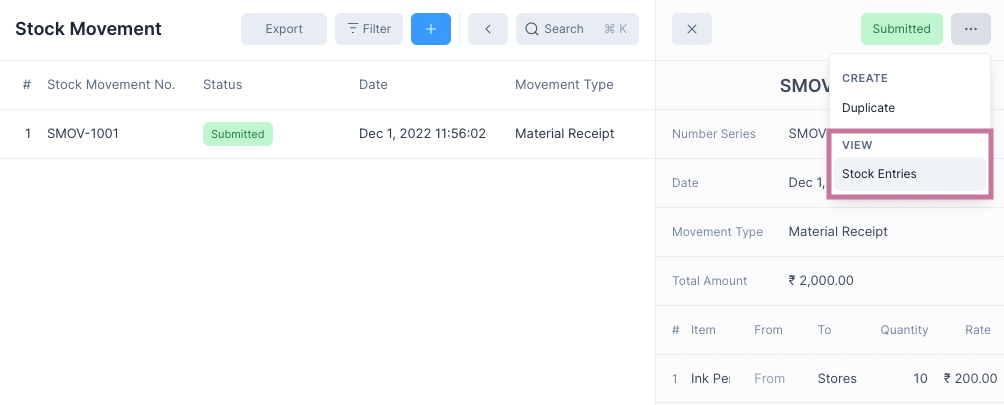 Stock Movement
Export
Filter
+
Search ⌘ K
Submitted
# Stock Movement No. Status Date Movement Type
1 SMOV-1001 Submitted Dec 1, 2022 11:56:02 Material Receipt
CREATE
Duplicate
VIEW
Stock Entries
SMOV
Number Series SMOV
Date Dec 1,
Movement Type Material Receipt
Total Amount ₹ 2,000.00
# Item From To Quantity Rate
1 Ink Pe From Stores 10 ₹ 200.00